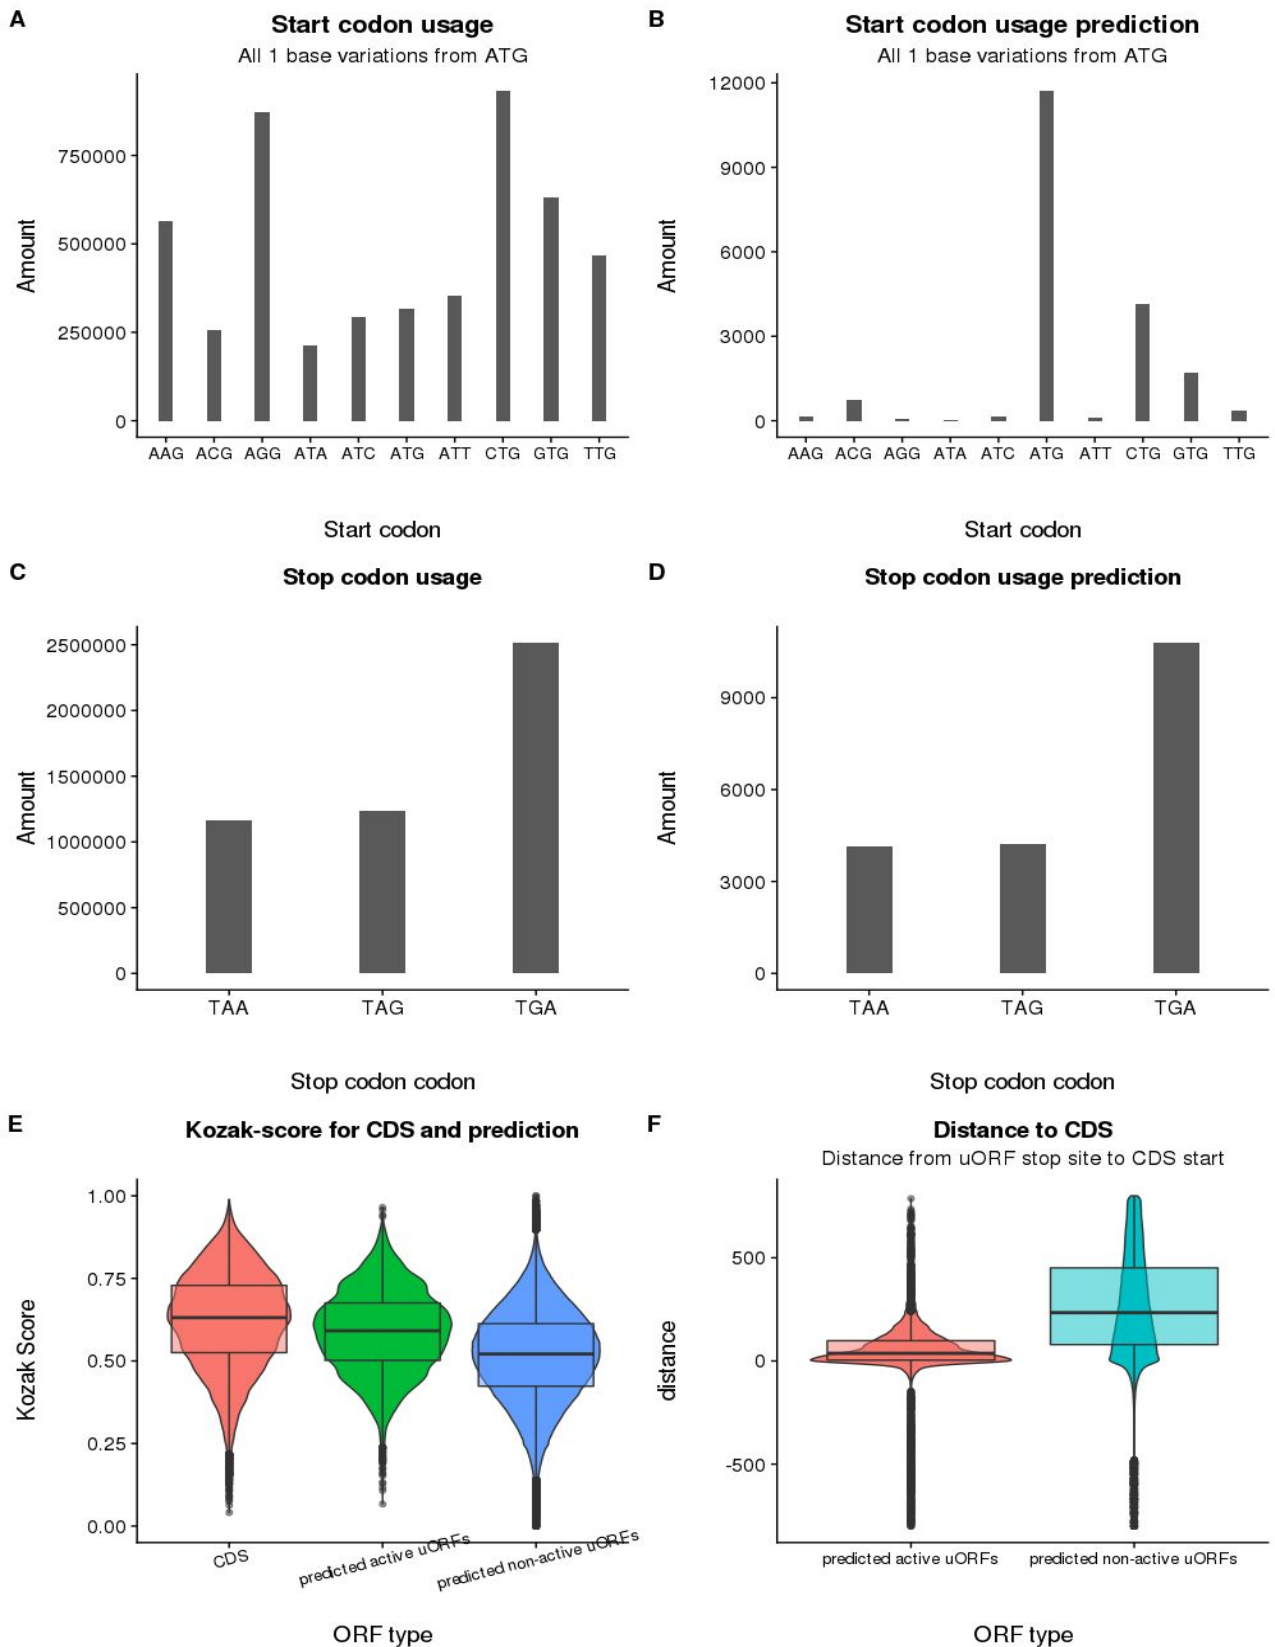 A
Start codon usage
All 1 base variations from ATG
Amount
750000
500000
250000
0
AAG ACG AGG ATA ATC ATG ATT CTG GTG TTG
Start codon
B
Start codon usage prediction
All 1 base variations from ATG
Amount
12000
9000
6000
3000
0
AAG ACG AGG ATA ATC ATG ATT CTG GTG TTG
Start codon
C
Stop codon usage
Amount
2500000
2000000
1500000
1000000
500000
0
TAA TAG TGA
Stop codon codon
D
Stop codon usage prediction
Amount
9000
6000
3000
0
TAA TAG TGA
Stop codon codon
E
Kozak-score for CDS and prediction
Kozak Score
1.00
0.75
0.50
0.25
0.00
CDS
predicted active uORFs
predicted non-active uORFs
ORF type
F
Distance to CDS
Distance from uORF stop site to CDS start
distance
500
0
-500
predicted active uORFs
predicted non-active uORFs
ORF type